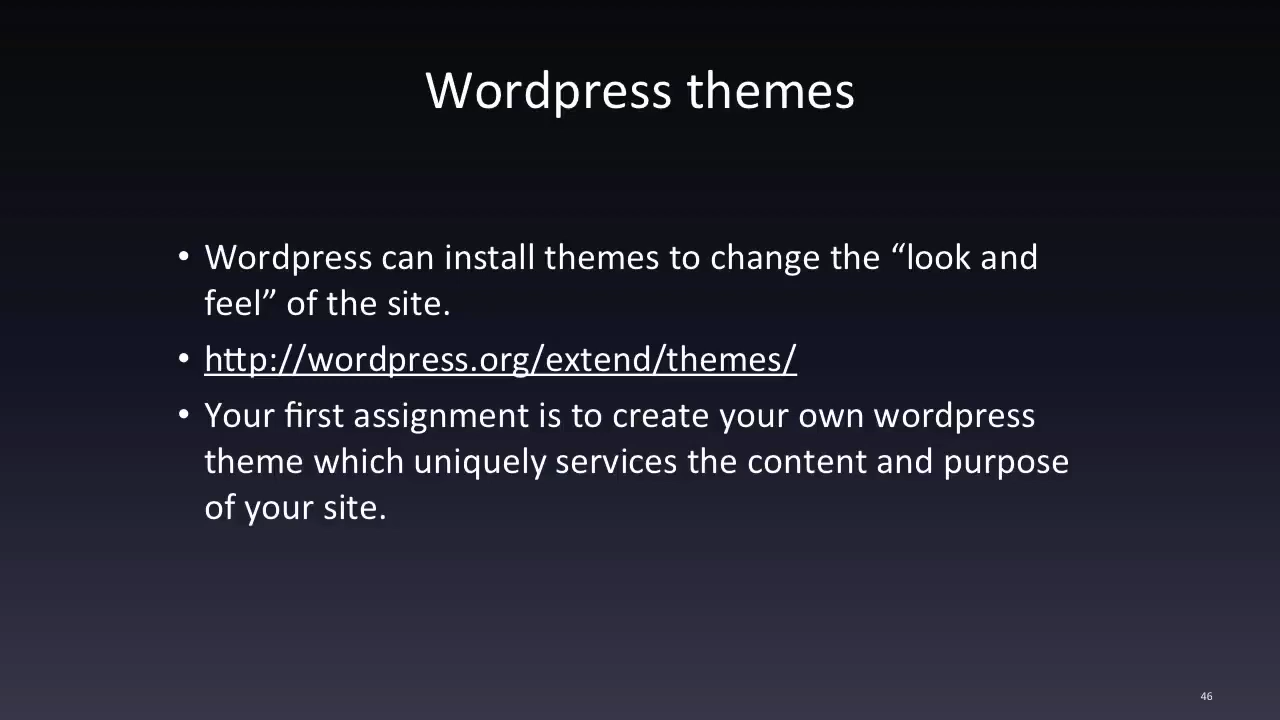 Wordpress themes
• Wordpress can install themes to change the “look and
feel” of the site.
• http://wordpress.org/extend/themes/
• Your first assignment is to create your own wordpress
theme which uniquely services the content and purpose
of your site.
46